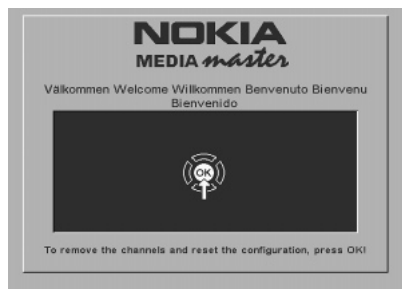 NOKIA
MEDIA master
Välkommen Welcome Willkommen Benvenuto Bienvenu
Bienvenido
OK
To remove the channels and reset the configuration, press OK!